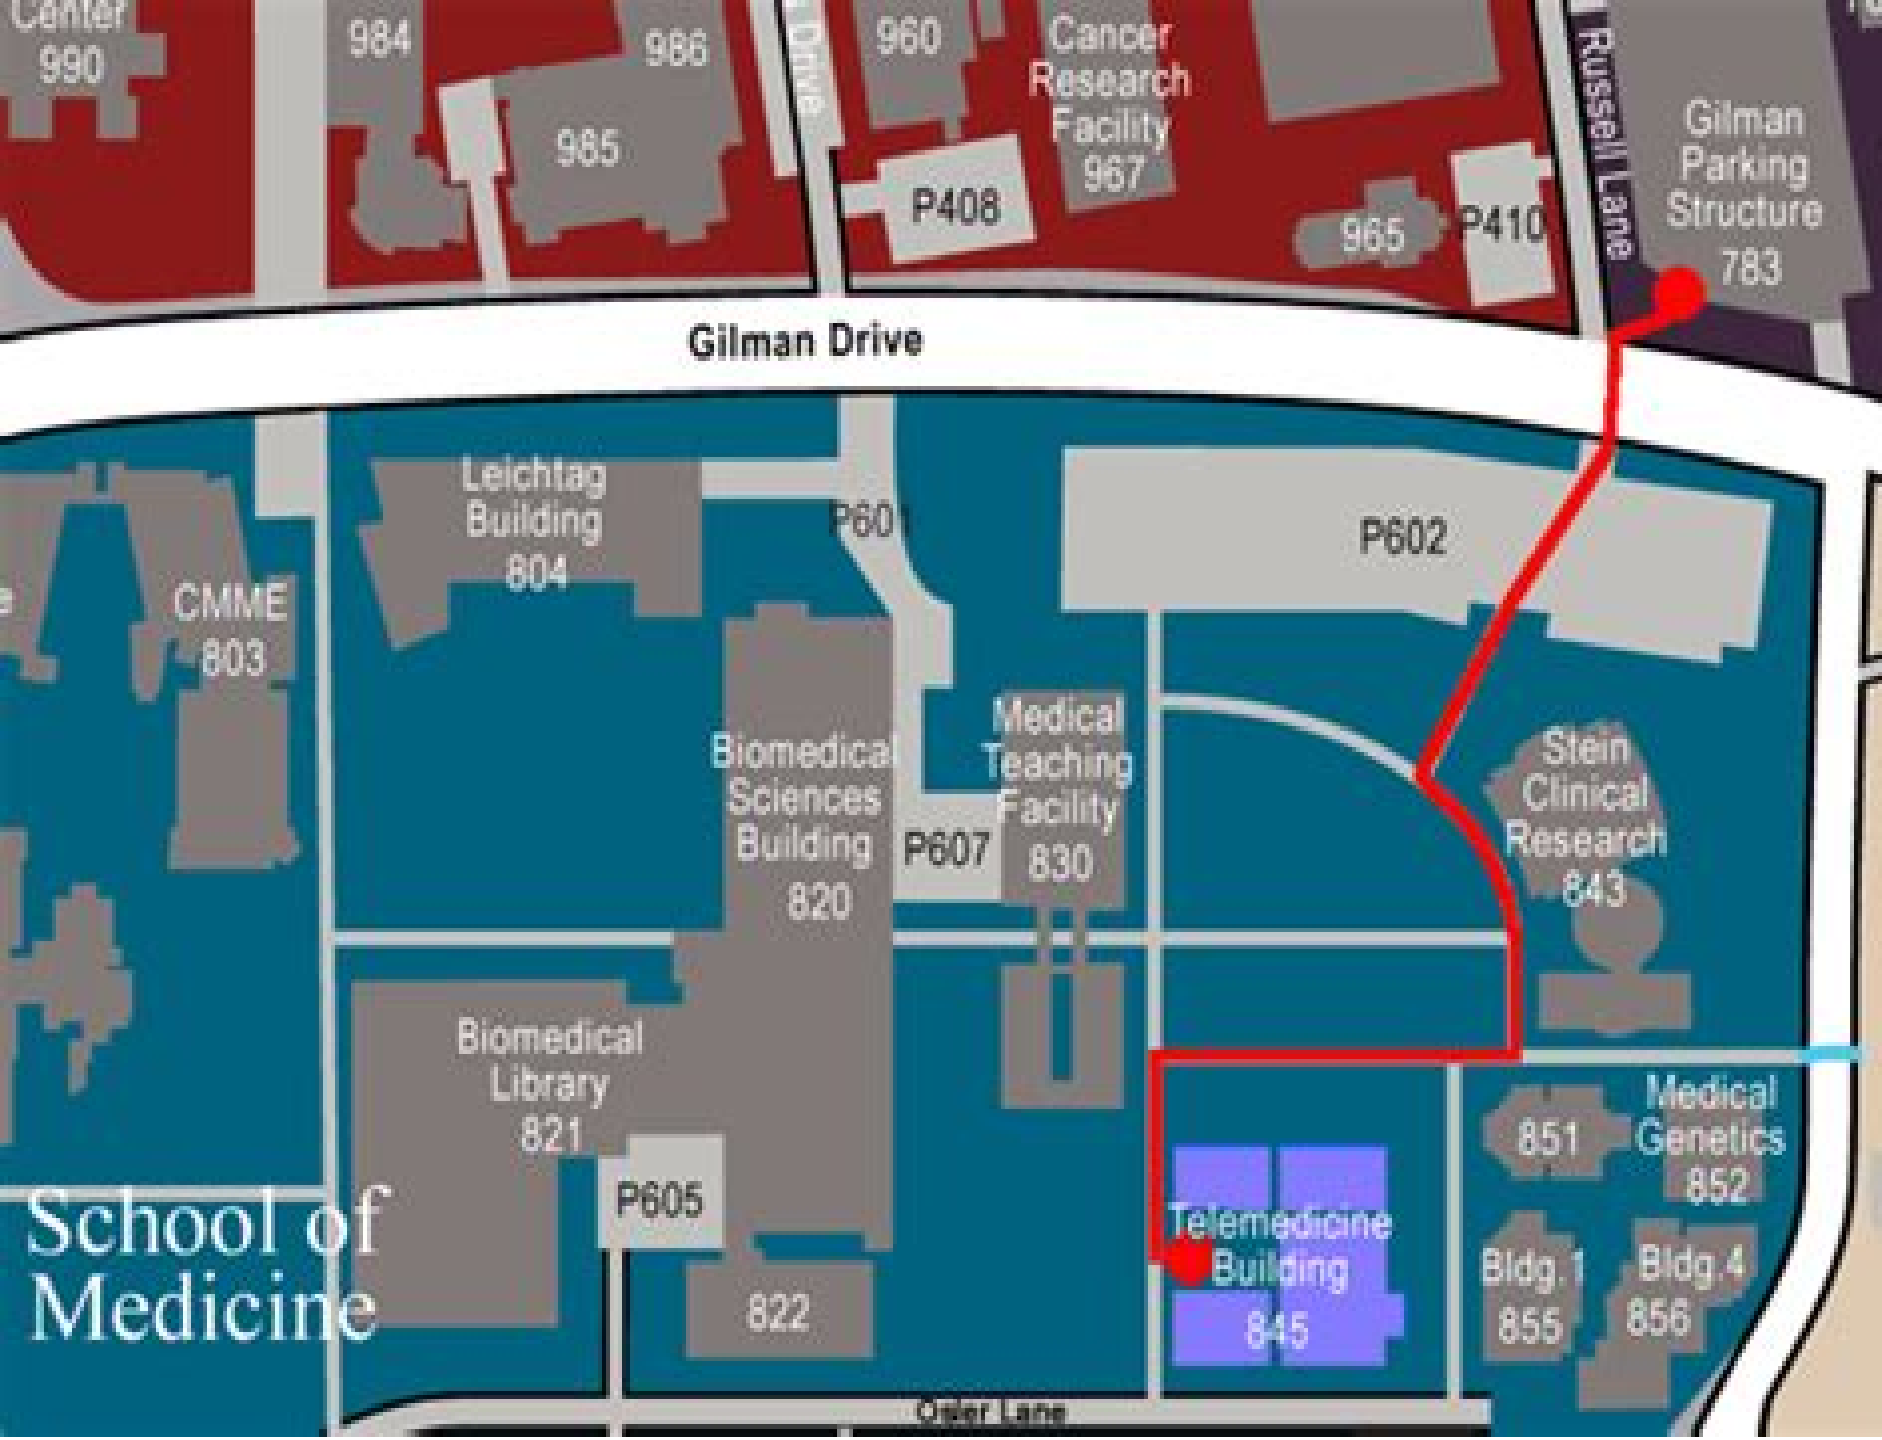 Center
990
984
986
985
Drive
960
Cancer
Research
Facility
967
P408
965
P410
Russell Lane
Gilman
Parking
Structure
783
Gilman Drive
Leichtag
Building
804
P601
P602
CMME
803
Biomedical
Sciences
Building
820
P607
Medical
Teaching
Facility
830
Stein
Clinical
Research
843
Biomedical
Library
821
P605
822
School of
Medicine
Telemedicine
Building
845
851
Medical
Genetics
852
Bldg.1
855
Bldg.4
856
Osler Lane